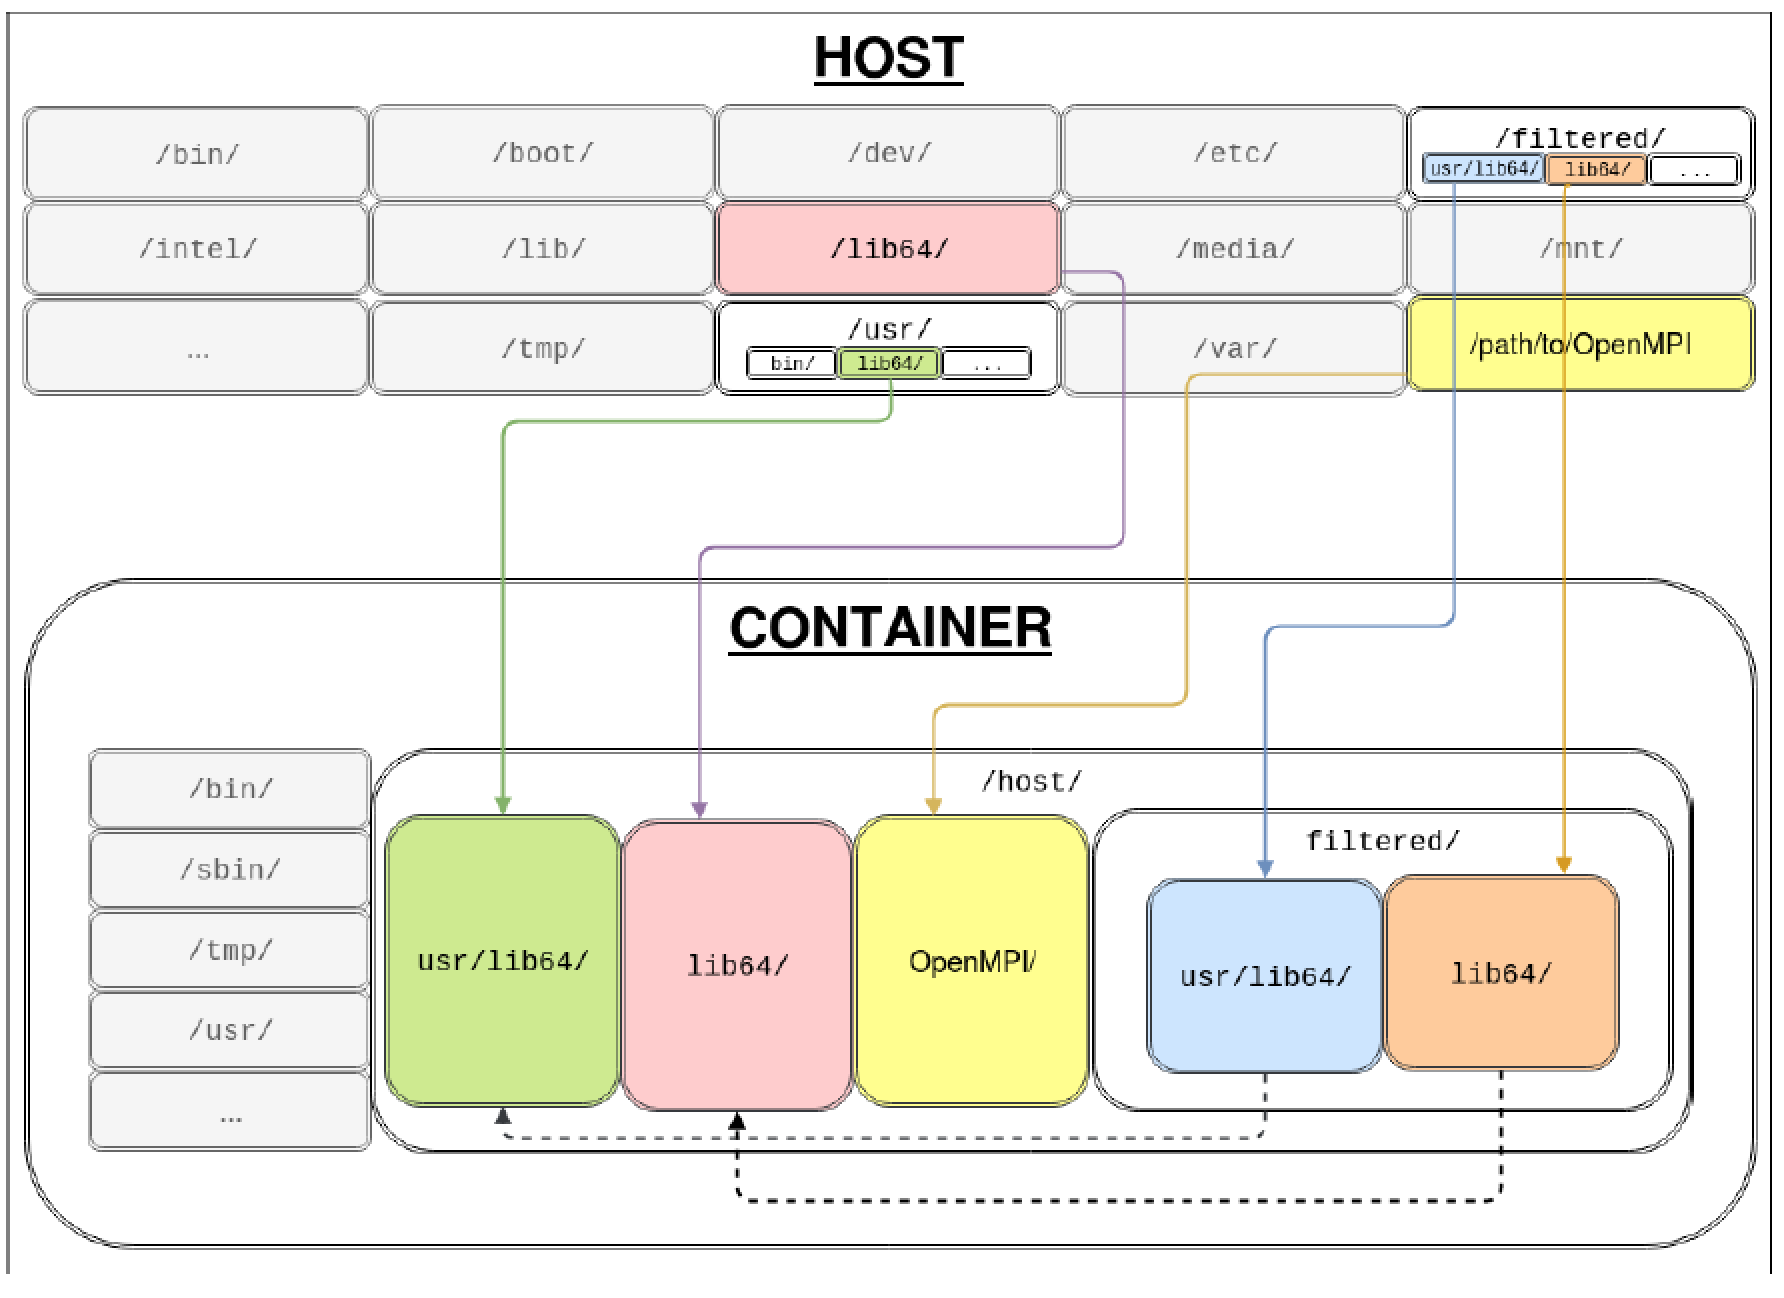 HOST
/bin/
/boot/
/dev/
/etc/
/filtered/
usr/lib64/
lib64/
...
/intel/
/lib/
/lib64/
/media/
/mnt/
...
/tmp/
/usr/
bin/
lib64/
...
/var/
/path/to/OpenMPI
CONTAINER
/bin/
/sbin/
/tmp/
/usr/
...
/host/
usr/lib64/
lib64/
OpenMPI/
filtered/
usr/lib64/
lib64/